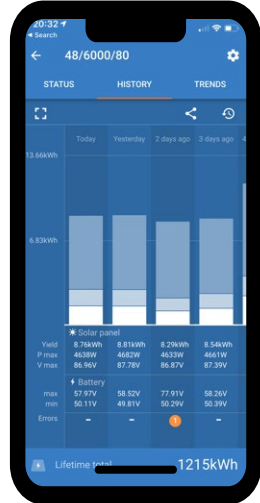 20:32
◂ Search
48/6000/80
STATUS HISTORY TRENDS
Today Yesterday 2 days ago 3 days ago 4
13.66kWh
6.83kWh
Solar panel
Yield 8.76kWh 8.81kWh 8.29kWh 8.54kWh
P max 4638W 4682W 4633W 4661W
V max 86.96V 87.78V 86.87V 87.39V
Battery
max 57.97V 58.52V 77.91V 58.26V
min 50.11V 49.81V 50.29V 50.39V
Errors - - 1 -
Lifetime total 1215kWh